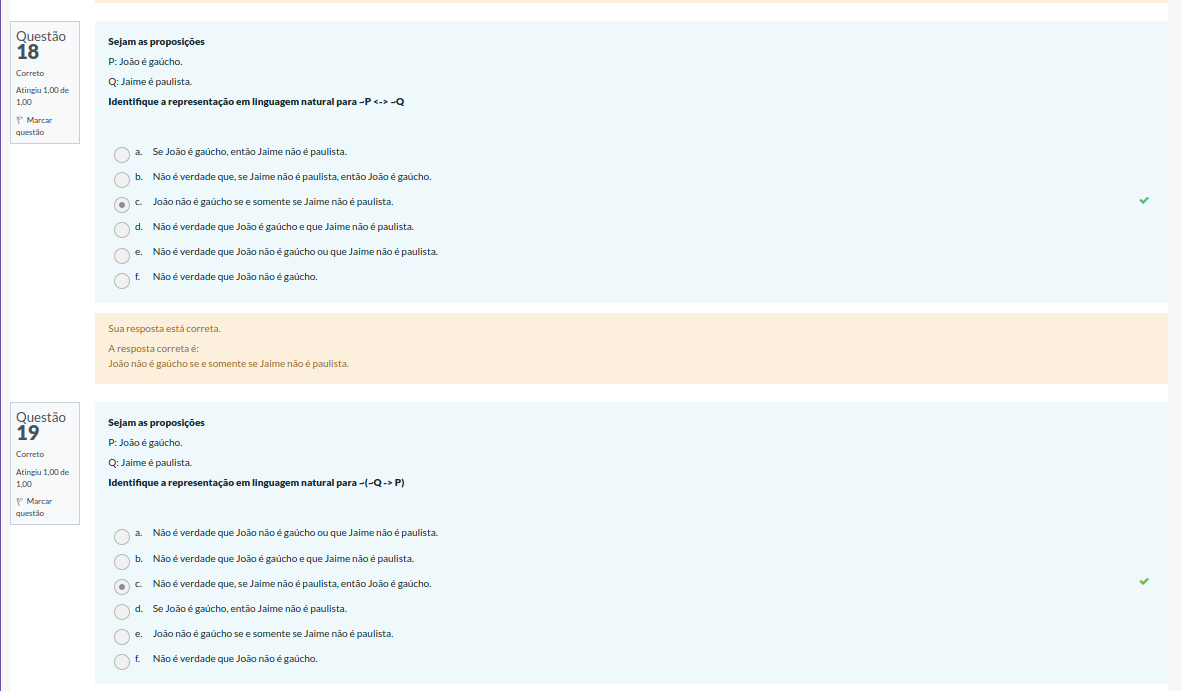 Questão
18
Correto
Atingiu 1,00 de
1,00
Marcar
questão
Sejam as proposições
P: João é gaúcho.
Q: Jaime é paulista.
Identifique a representação em linguagem natural para ~P <-> ~Q
a. Se João é gaúcho, então Jaime não é paulista.
b. Não é verdade que, se Jaime não é paulista, então João é gaúcho.
c. João não é gaúcho se e somente se Jaime não é paulista.
d. Não é verdade que João é gaúcho e que Jaime não é paulista.
e. Não é verdade que João não é gaúcho ou que Jaime não é paulista.
f. Não é verdade que João não é gaúcho.
Sua resposta está correta.
A resposta correta é:
João não é gaúcho se e somente se Jaime não é paulista.
Questão
19
Correto
Atingiu 1,00 de
1,00
Marcar
questão
Sejam as proposições
P: João é gaúcho.
Q: Jaime é paulista.
Identifique a representação em linguagem natural para ~(~Q -> P)
a. Não é verdade que João não é gaúcho ou que Jaime não é paulista.
b. Não é verdade que João é gaúcho e que Jaime não é paulista.
c. Não é verdade que, se Jaime não é paulista, então João é gaúcho.
d. Se João é gaúcho, então Jaime não é paulista.
e. João não é gaúcho se e somente se Jaime não é paulista.
f. Não é verdade que João não é gaúcho.